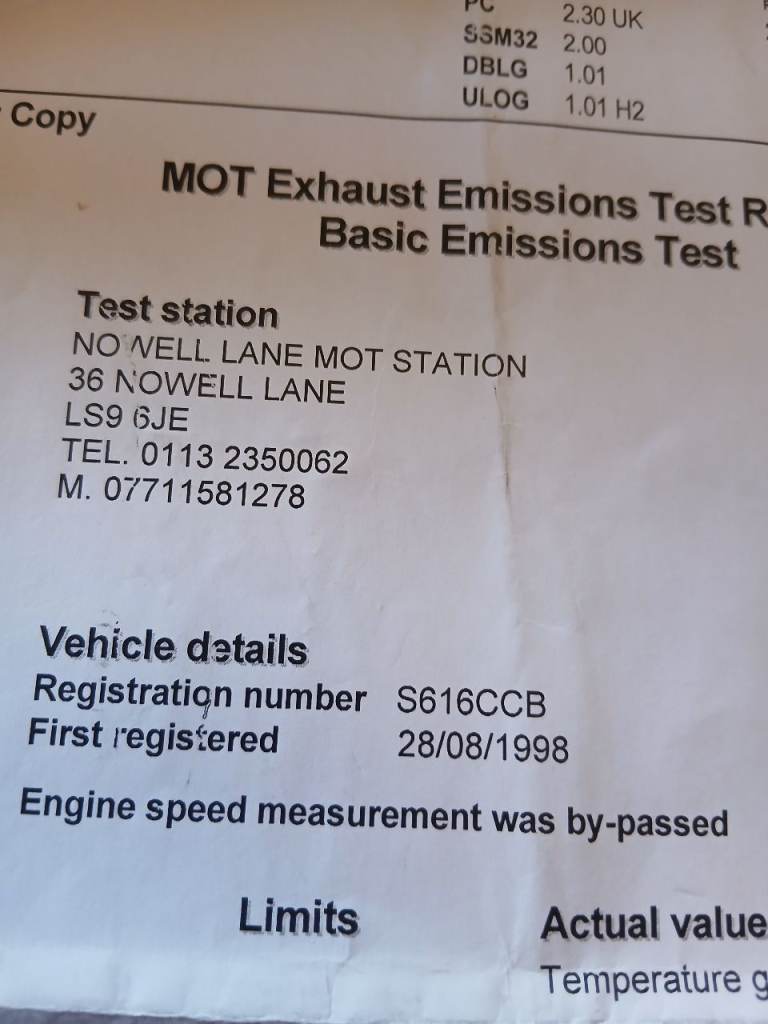 PC 2.30 UK
SSM32 2.00
DBLG 1.01
ULOG 1.01 H2
Copy
MOT Exhaust Emissions Test R
Basic Emissions Test
Test station
NOWELL LANE MOT STATION
36 NOWELL LANE
LS9 6JE
TEL. 0113 2350062
M. 07711581278
Vehicle details
Registration number S616CCB
First registered 28/08/1998
Engine speed measurement was by-passed
Limits Actual value
Temperature g